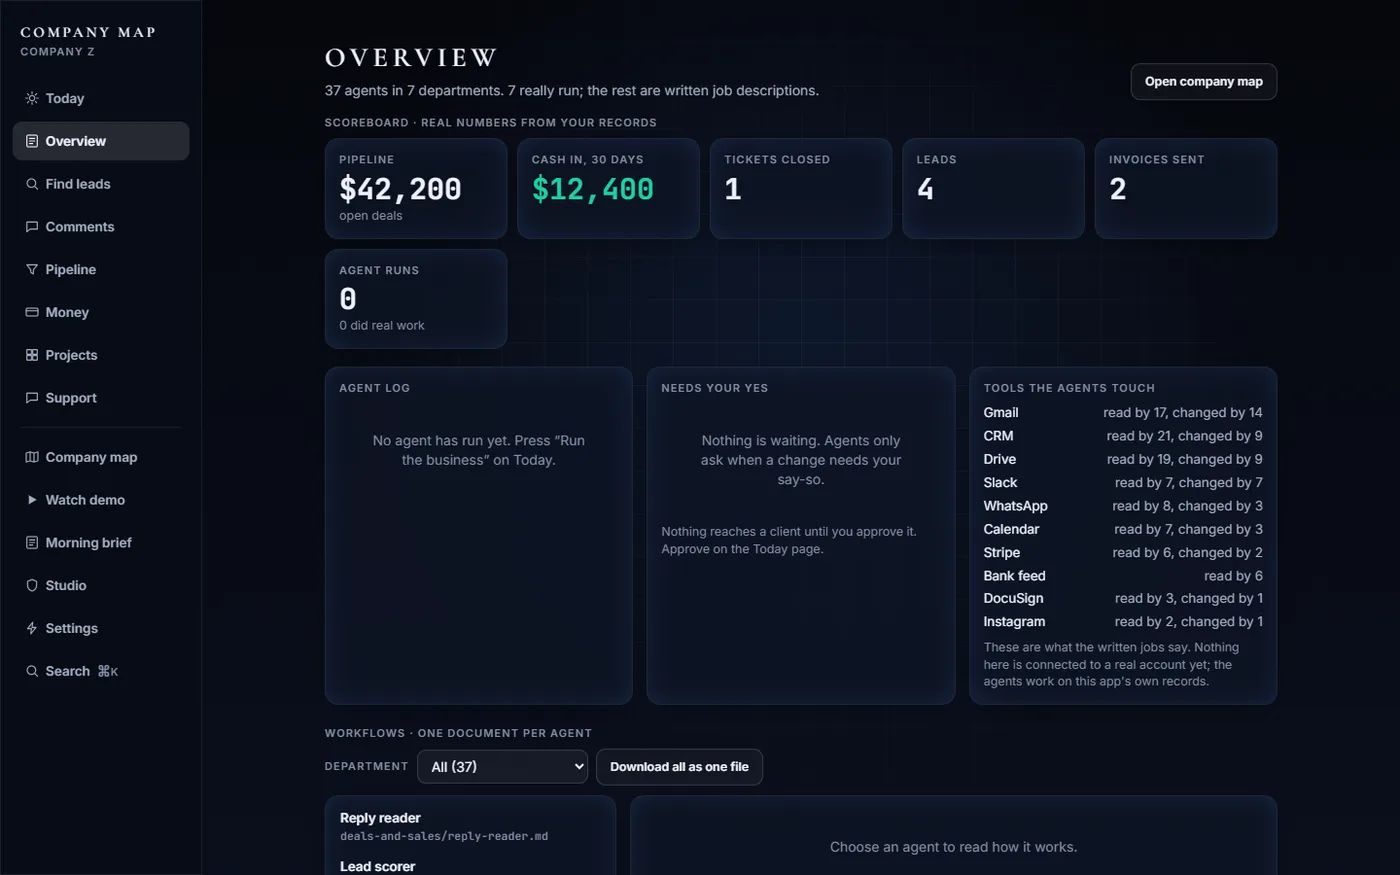 COMPANY MAP
COMPANY Z
Today
Overview
Find leads
Comments
Pipeline
Money
Projects
Support
Company map
Watch demo
Morning brief
Studio
Settings
Search ⌘K
OVERVIEW
37 agents in 7 departments. 7 really run; the rest are written job descriptions.
Open company map
SCOREBOARD · REAL NUMBERS FROM YOUR RECORDS
PIPELINE
$42,200
open deals
CASH IN, 30 DAYS
$12,400
TICKETS CLOSED
1
LEADS
4
INVOICES SENT
2
AGENT RUNS
0
0 did real work
AGENT LOG
No agent has run yet. Press “Run
the business” on Today.
NEEDS YOUR YES
Nothing is waiting. Agents only
ask when a change needs your
say-so.
Nothing reaches a client until you approve it.
Approve on the Today page.
TOOLS THE AGENTS TOUCH
Gmail read by 17, changed by 14
CRM read by 21, changed by 9
Drive read by 19, changed by 9
Slack read by 7, changed by 7
WhatsApp read by 8, changed by 3
Calendar read by 7, changed by 3
Stripe read by 6, changed by 2
Bank feed read by 6
DocuSign read by 3, changed by 1
Instagram read by 2, changed by 1
These are what the written jobs say. Nothing
here is connected to a real account yet; the
agents work on this app's own records.
WORKFLOWS · ONE DOCUMENT PER AGENT
DEPARTMENT All (37) Download all as one file
Reply reader
deals-and-sales/reply-reader.md
Lead scorer
Choose an agent to read how it works.